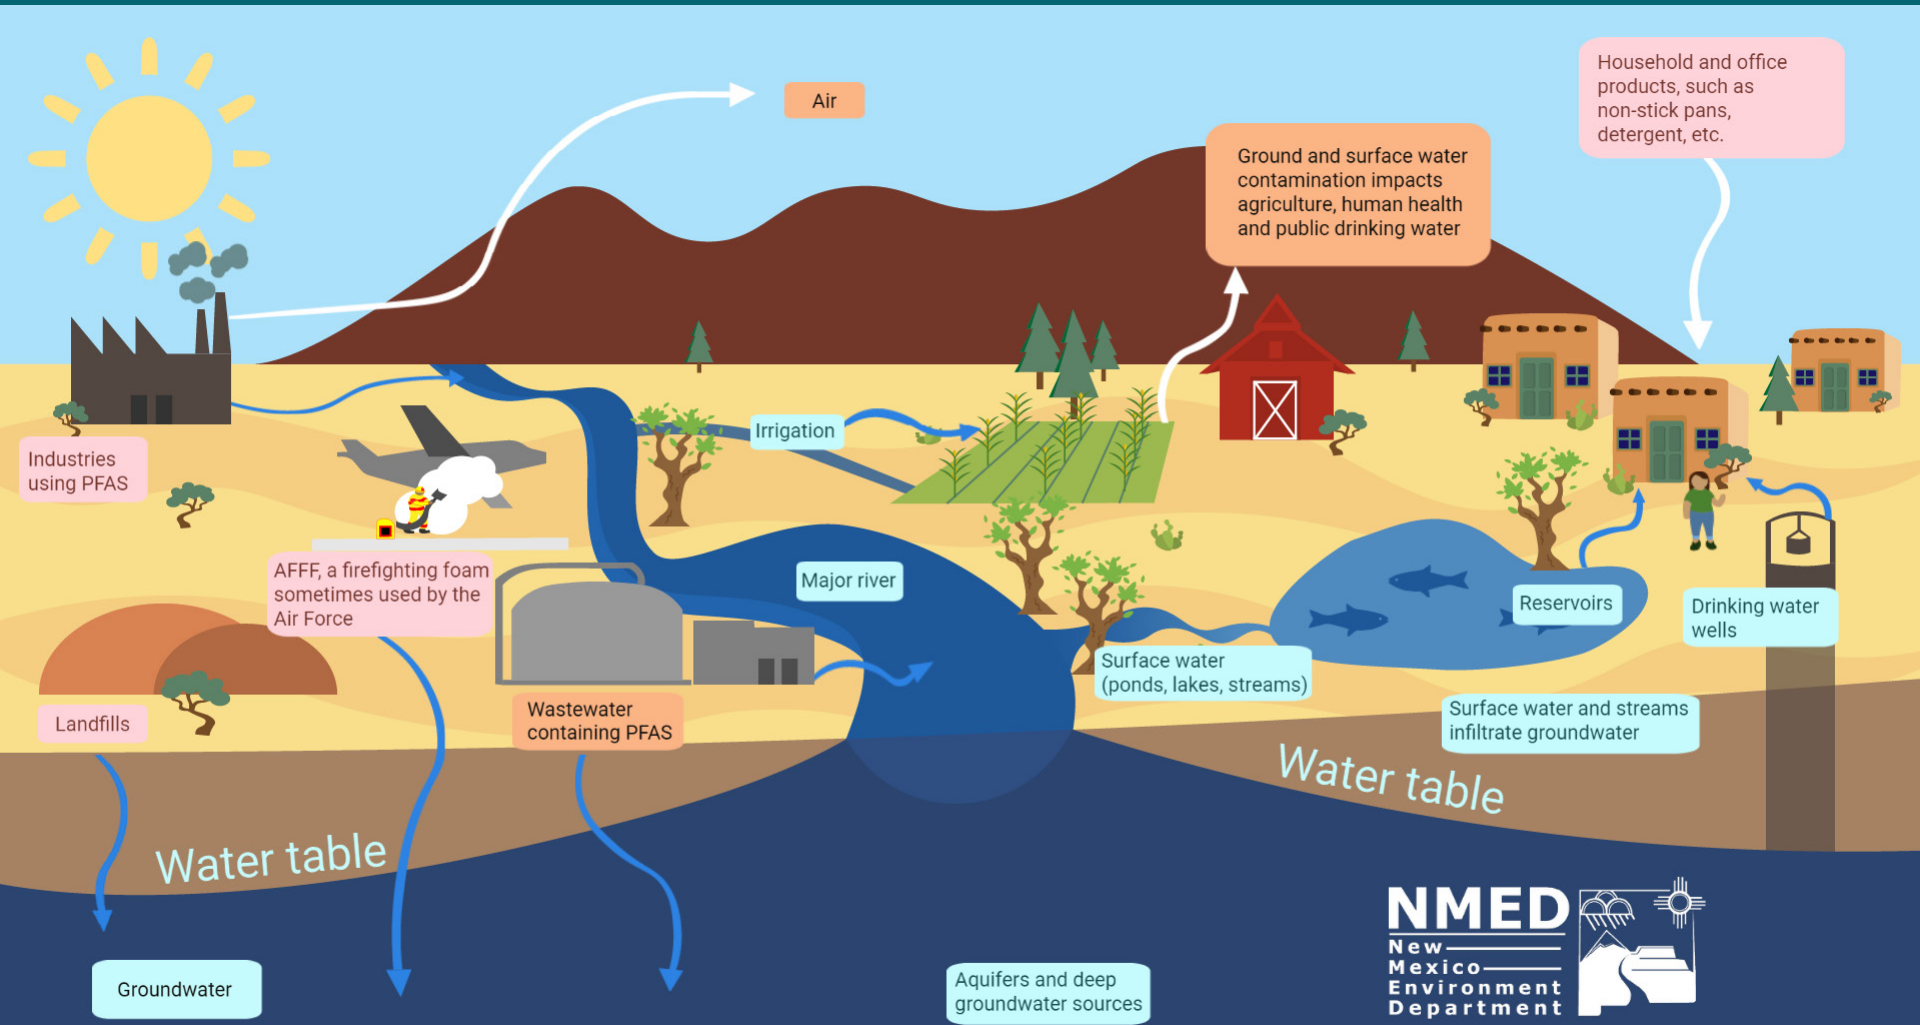 Air
Household and office
products, such as
non-stick pans,
detergent, etc.
Ground and surface water
contamination impacts
agriculture, human health
and public drinking water
Industries
using PFAS
Irrigation
AFFF, a firefighting foam
sometimes used by the
Air Force
Major river
Reservoirs
Drinking water
wells
Landfills
Wastewater
containing PFAS
Surface water
(ponds, lakes, streams)
Surface water and streams
infiltrate groundwater
Water table
Water table
Groundwater
Aquifers and deep
groundwater sources
NMED
New
Mexico
Environment
Department